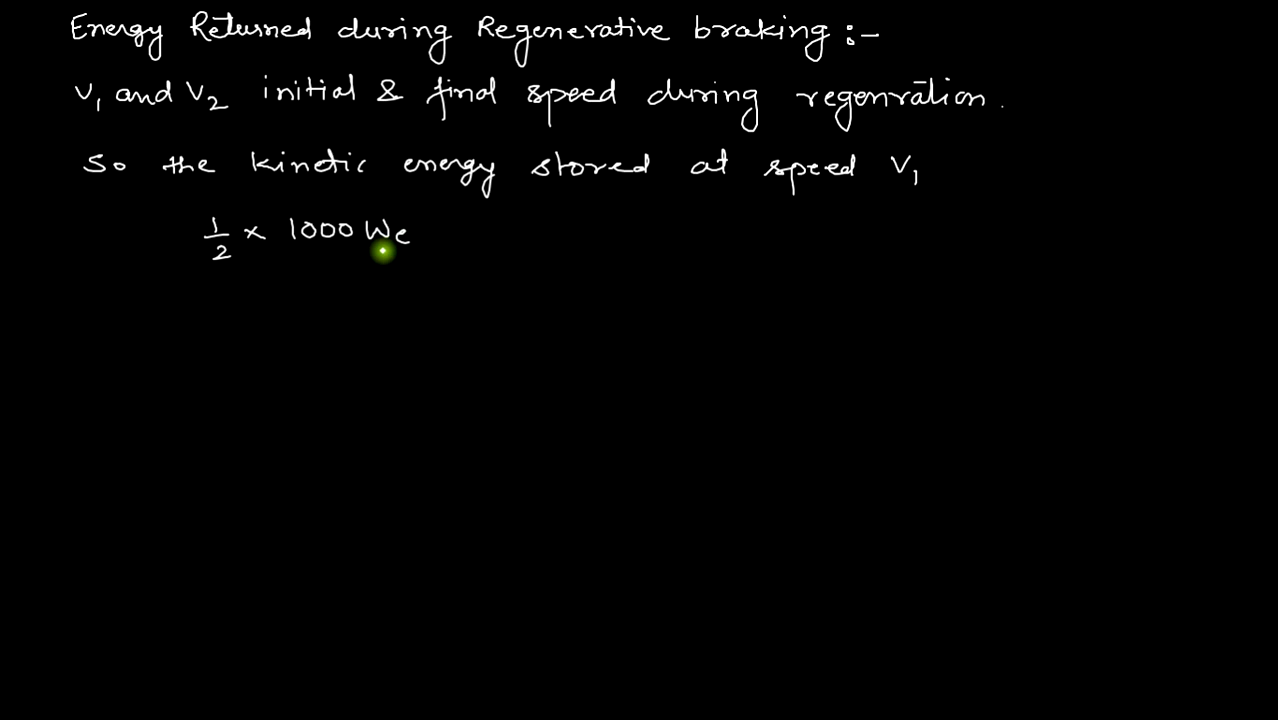 Energy Returned during Regenerative braking :-
V₁ and V₂ initial & final speed during regenration.
So the kinetic energy stored at speed V₁
1/2 × 1000 We